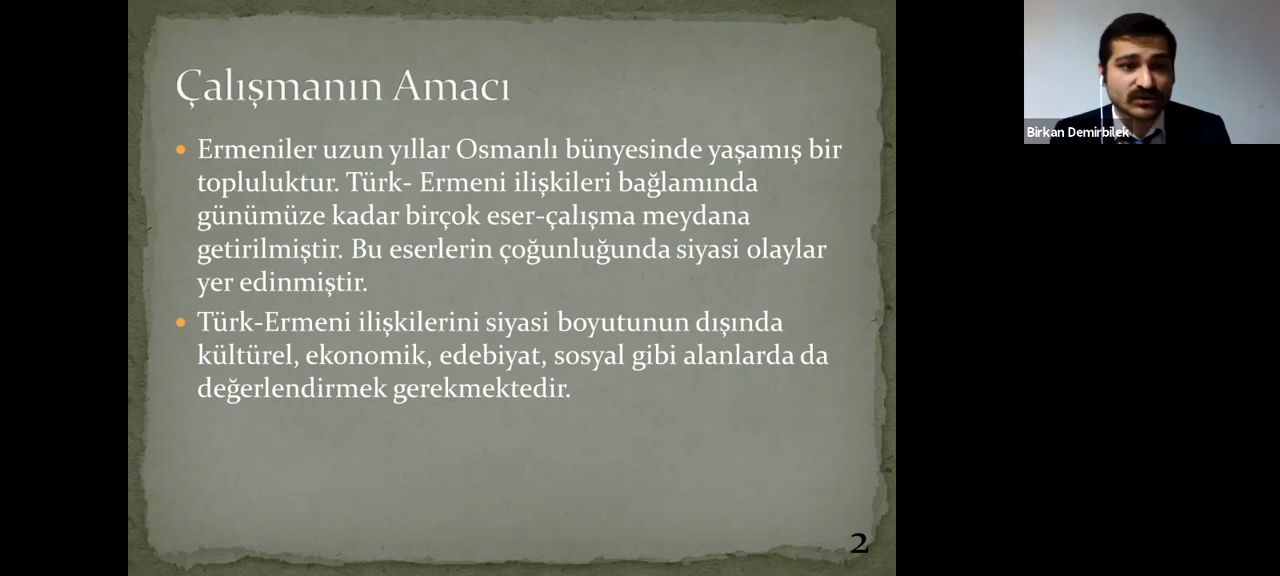 Çalışmanın Amacı
Ermeniler uzun yıllar Osmanlı bünyesinde yaşamış bir
topluluktur. Türk- Ermeni ilişkileri bağlamında
günümüze kadar birçok eser-çalışma meydana
getirilmiştir. Bu eserlerin çoğunluğunda siyasi olaylar
yer edinmiştir.
Türk-Ermeni ilişkilerini siyasi boyutunun dışında
kültürel, ekonomik, edebiyat, sosyal gibi alanlarda da
değerlendirmek gerekmektedir.
2
Birkan Demirbilek